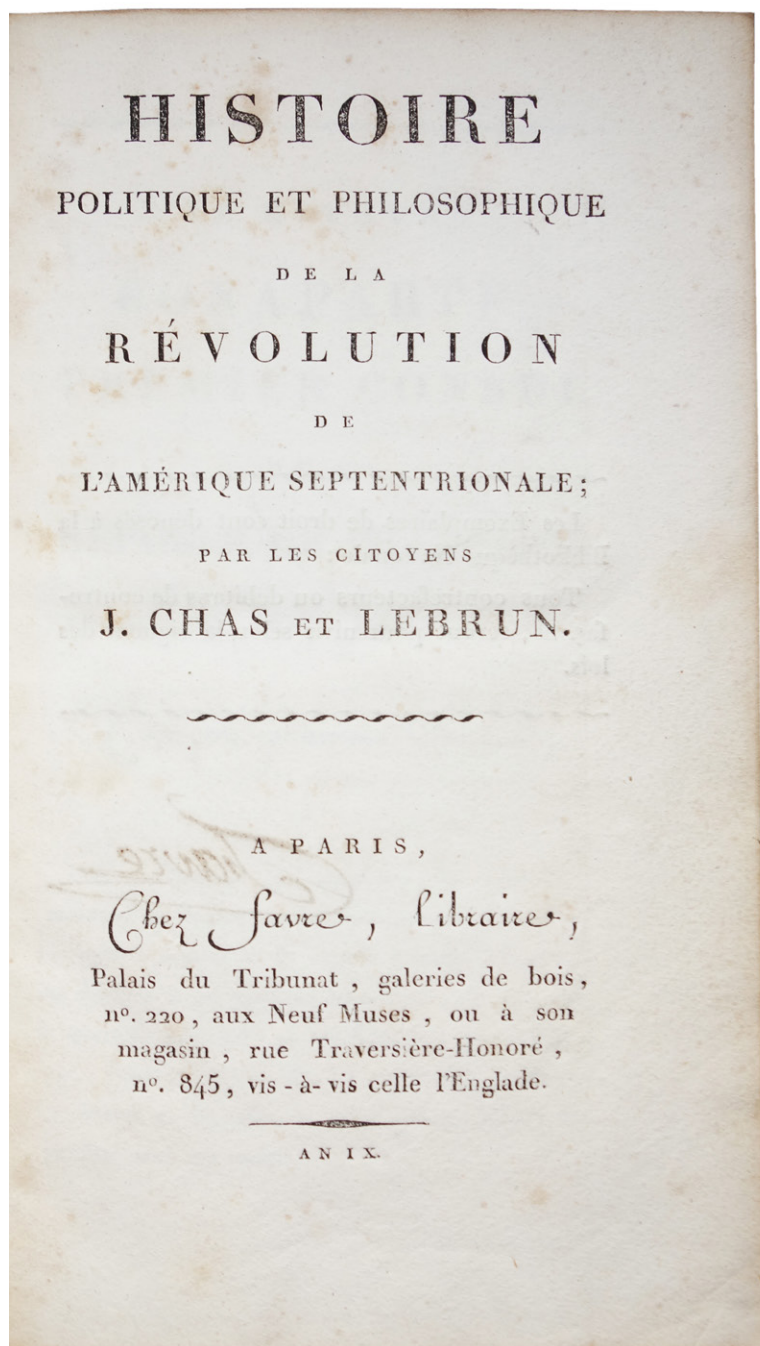 HISTOIRE
POLITIQUE ET PHILOSOPHIQUE
DE LA
RÉVOLUTION
DE
L'AMÉRIQUE SEPTENTRIONALE;
PAR LES CITOYENS
J. CHAS ET LEBRUN.
A PARIS,
Chez Favre, Libraire,
Palais du Tribunat, galeries de bois,
nº. 220, aux Neuf Muses, ou à son
magasin, rue Traversière-Honoré,
nº. 845, vis-à-vis celle l'Englade.
AN IX.